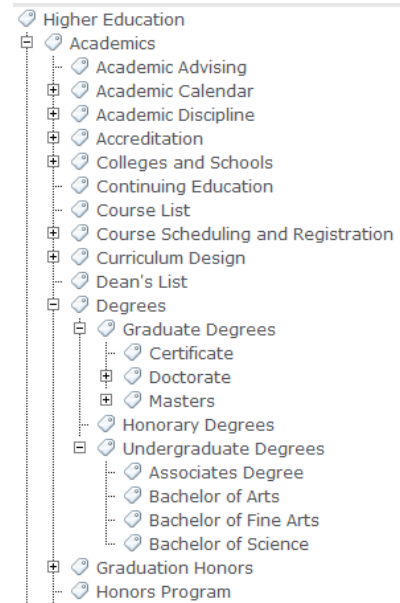 Higher Education
Academics
Academic Advising
Academic Calendar
Academic Discipline
Accreditation
Colleges and Schools
Continuing Education
Course List
Course Scheduling and Registration
Curriculum Design
Dean's List
Degrees
Graduate Degrees
Certificate
Doctorate
Masters
Honorary Degrees
Undergraduate Degrees
Associates Degree
Bachelor of Arts
Bachelor of Fine Arts
Bachelor of Science
Graduation Honors
Honors Program